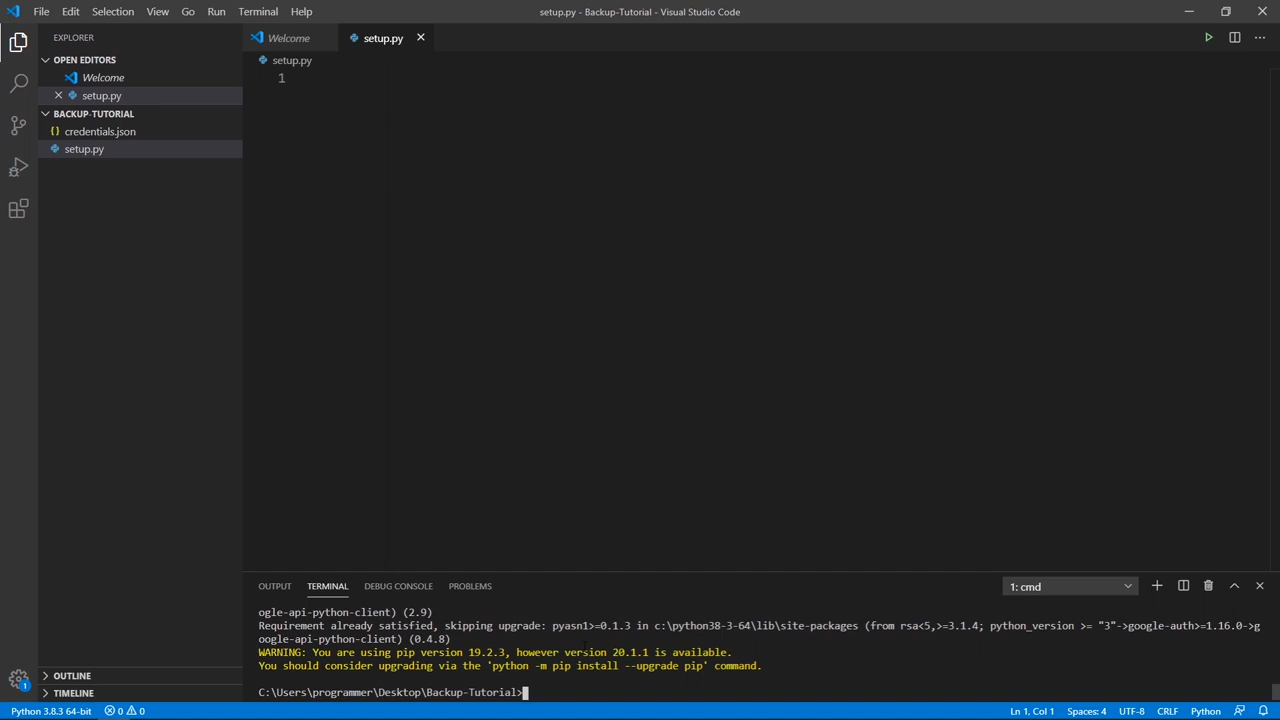 File Edit Selection View Go Run Terminal Help
setup.py - Backup-Tutorial - Visual Studio Code
EXPLORER
OPEN EDITORS
Welcome
setup.py
BACKUP-TUTORIAL
{} credentials.json
setup.py
OUTLINE
TIMELINE
Welcome
setup.py
setup.py
1
OUTPUT TERMINAL DEBUG CONSOLE PROBLEMS
1: cmd
ogle-api-python-client) (2.9)
Requirement already satisfied, skipping upgrade: pyasn1>=0.1.3 in c:\python38-3-64\lib\site-packages (from rsa<5,>=3.1.4; python_version >= "3"->google-auth>=1.16.0->g
oogle-api-python-client) (0.4.8)
WARNING: You are using pip version 19.2.3, however version 20.1.1 is available.
You should consider upgrading via the 'python -m pip install --upgrade pip' command.
C:\Users\programmer\Desktop\Backup-Tutorial>
1
Python 3.8.3 64-bit 0 0
Ln 1, Col 1 Spaces: 4 UTF-8 CRLF Python